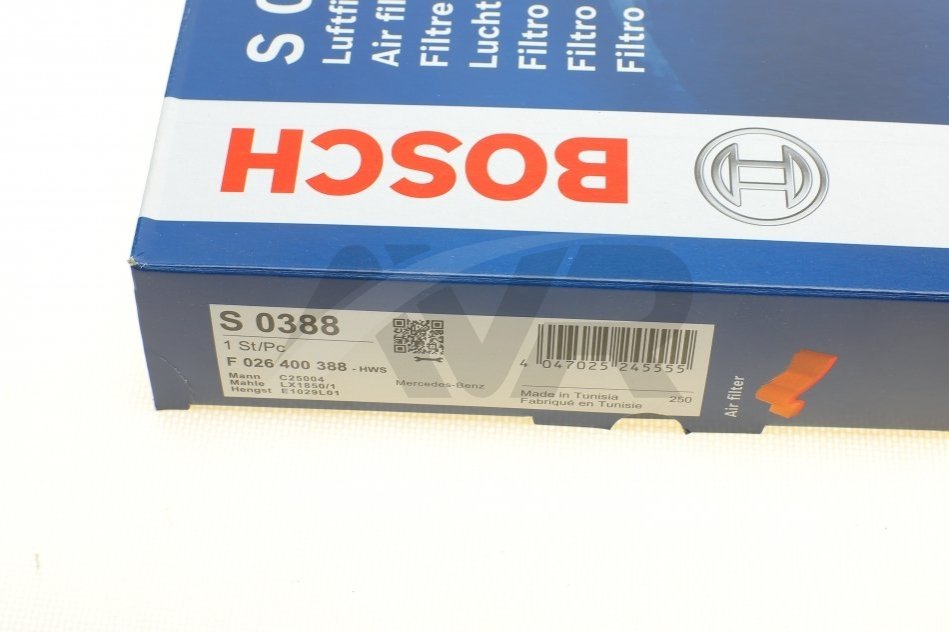 S 0
Luftfi
Air fil
Filtre
Lucht
Filtro
Filtro
Filtro
BOSCH
S 0388
1 St/Pc
F 026 400 388 - HWS
Mann C25004
Mahle LX1850/1
Hengst E1029L01
Mercedes-Benz
4 047025 245555
Made in Tunisia
Fabriqué en Tunisie
250
Air filter